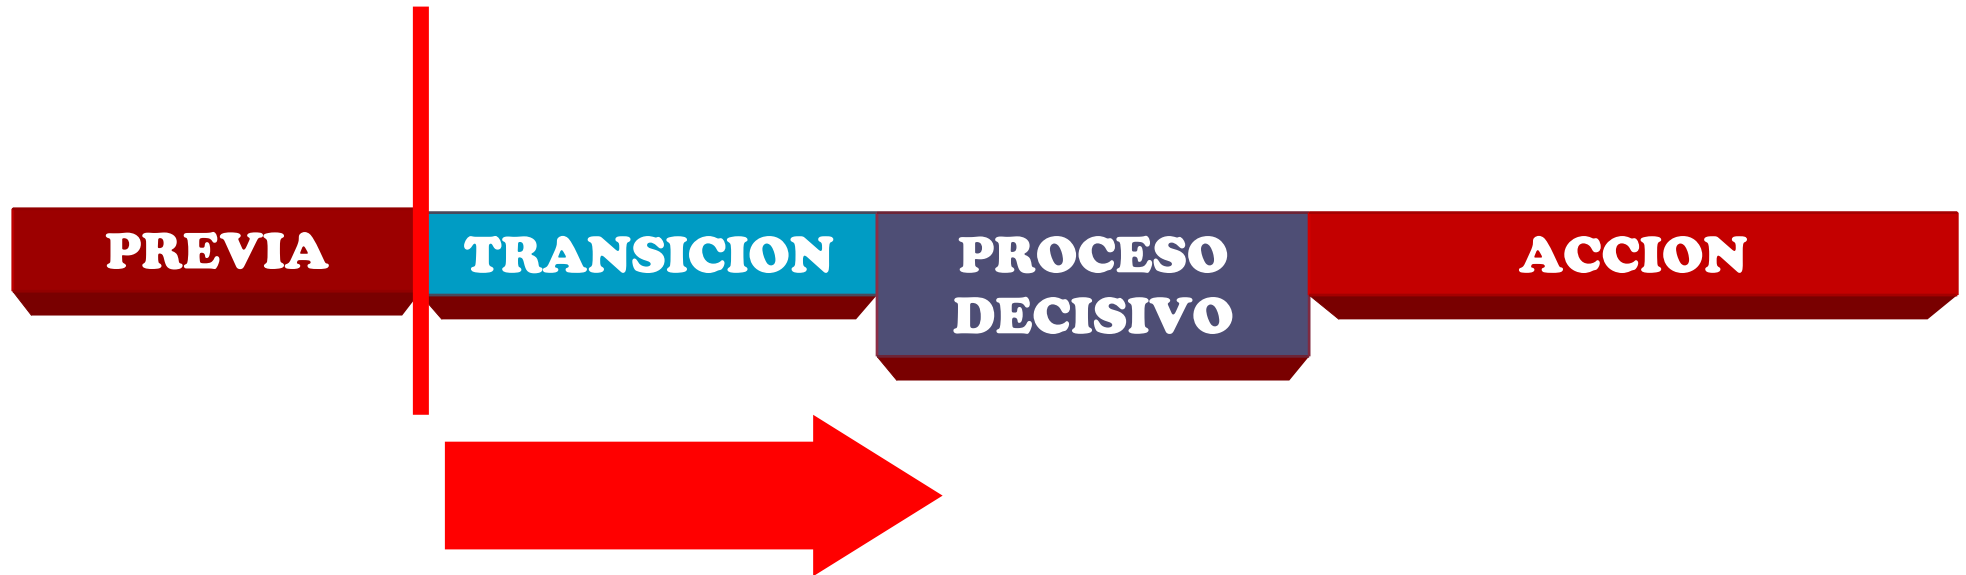 PREVIA
TRANSICION
PROCESO
DECISIVO
ACCION